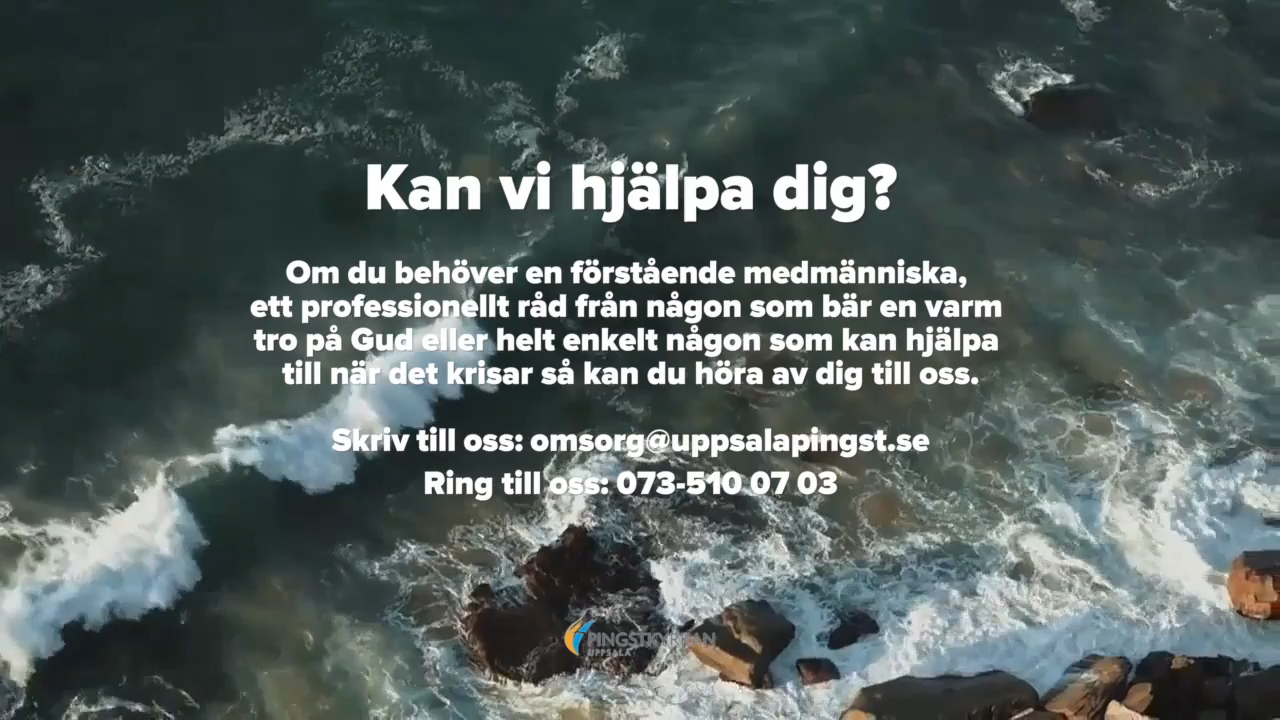 Kan vi hjälpa dig?
Om du behöver en förstående medmänniska,
ett professionellt råd från någon som bär en varm
tro på Gud eller helt enkelt någon som kan hjälpa
till när det krisar så kan du höra av dig till oss.
Skriv till oss: omsorg@uppsalapingst.se
Ring till oss: 073-510 07 03
PINGSTKYRKAN
UPPSALA